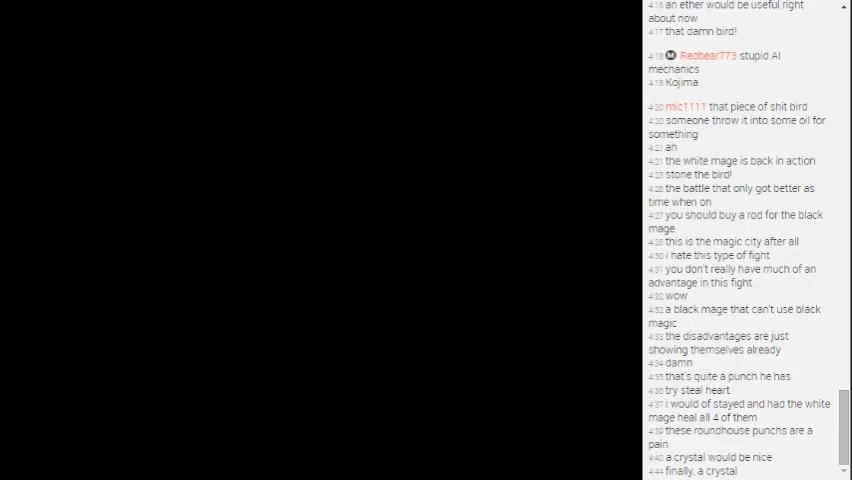 4:16 an ether would be useful right
about now
4:17 that damn bird!
4:18 M Redbear773 stupid AI
mechanics
4:18 Kojima
4:20 mic1111 that piece of shit bird
4:20 someone throw it into some oil for
something
4:21 ah
4:21 the white mage is back in action
4:23 stone the bird!
4:26 the battle that only got better as
time when on
4:27 you should buy a rod for the black
mage
4:28 this is the magic city after all
4:30 i hate this type of fight
4:31 you don't really have much of an
advantage in this fight
4:32 wow
4:32 a black mage that can't use black
magic
4:33 the disadvantages are just
showing themselves already
4:34 damn
4:35 that's quite a punch he has
4:36 try steal heart
4:37 i would of stayed and had the white
mage heal all 4 of them
4:39 these roundhouse punchs are a
pain
4:40 a crystal would be nice
4:44 finally, a crystal